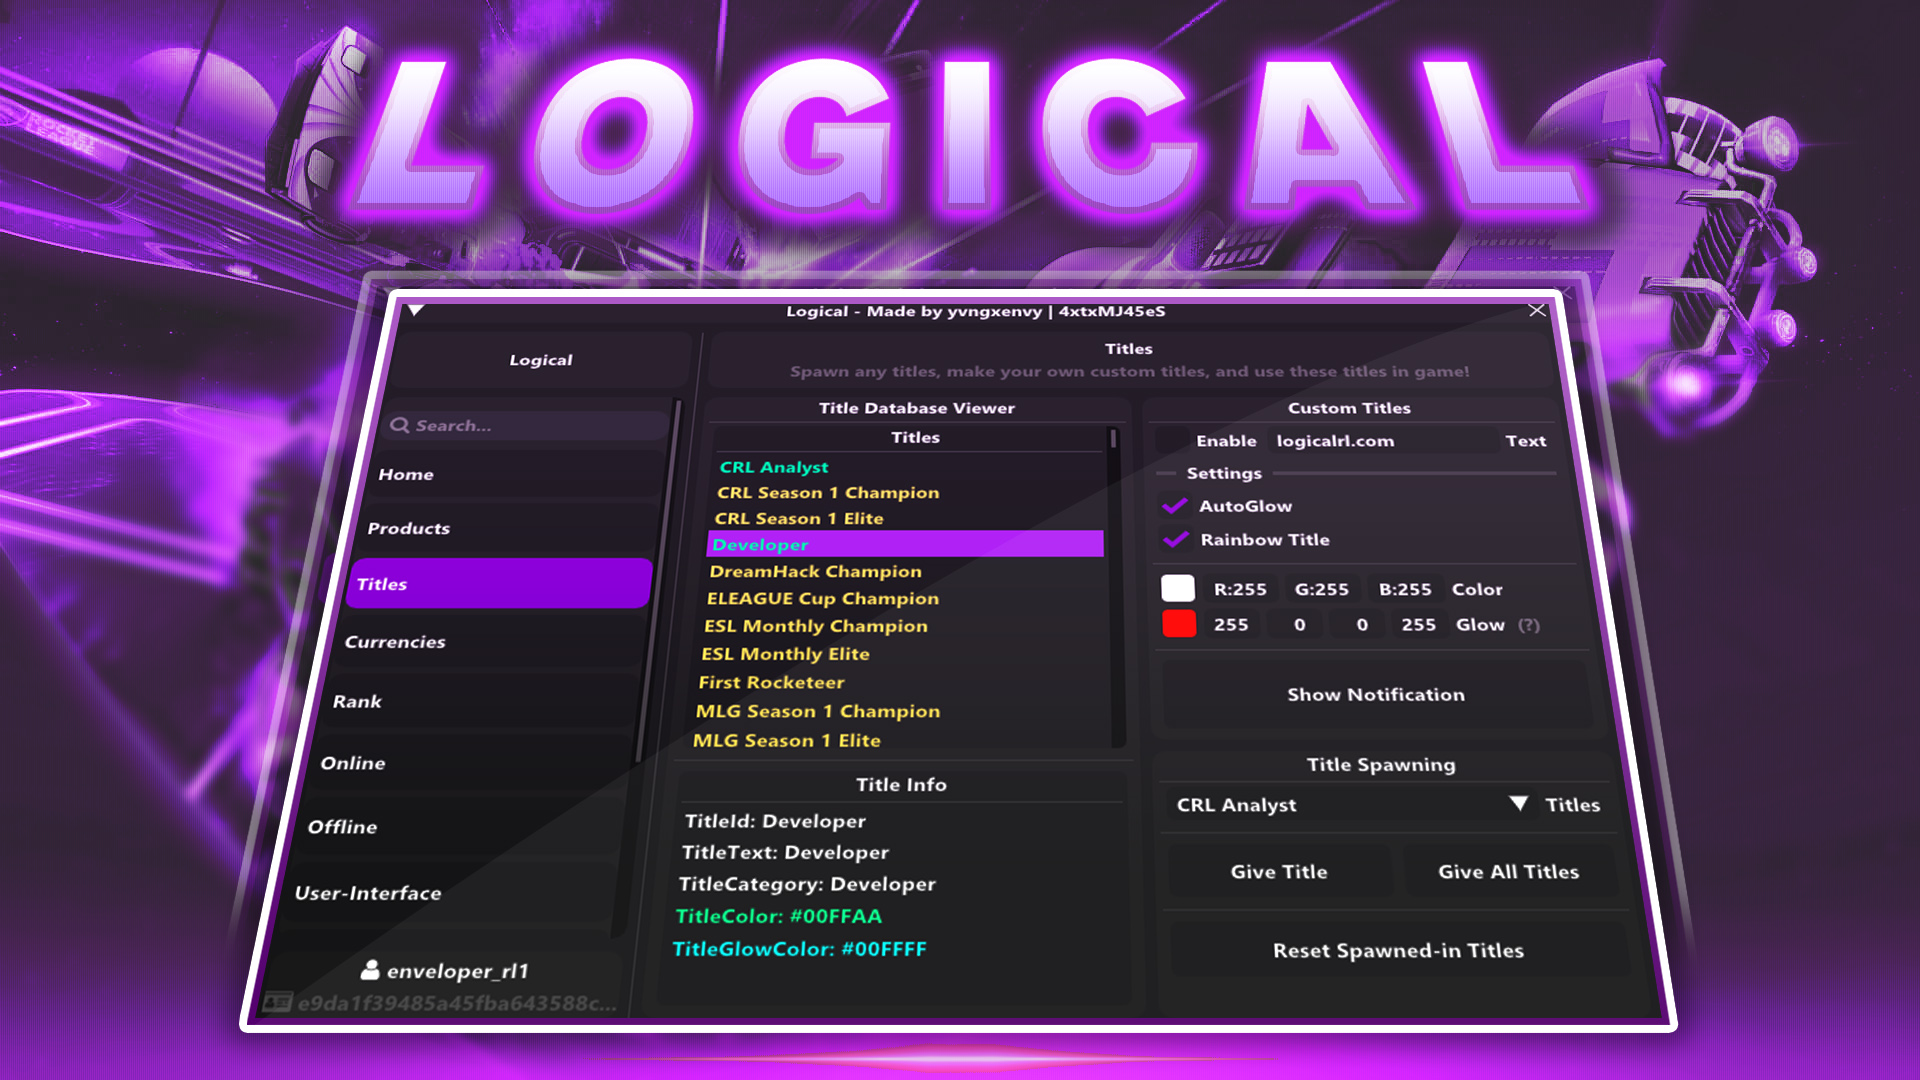 LOGICAL
ROCKET
LEAGUE
Logical - Made by yvngxenvy | 4xtxMJ45eS
Logical
Search...
Home
Products
Titles
Currencies
Rank
Online
Offline
User-Interface
enveloper_rl1
e9da1f39485a45fba643588c...
Titles
Spawn any titles, make your own custom titles, and use these titles in game!
Title Database Viewer
Titles
CRL Analyst
CRL Season 1 Champion
CRL Season 1 Elite
Developer
DreamHack Champion
ELEAGUE Cup Champion
ESL Monthly Champion
ESL Monthly Elite
First Rocketeer
MLG Season 1 Champion
MLG Season 1 Elite
Title Info
TitleId: Developer
TitleText: Developer
TitleCategory: Developer
TitleColor: #00FFAA
TitleGlowColor: #00FFFF
Custom Titles
Enable logicalrl.com Text
Settings
AutoGlow
Rainbow Title
R:255 G:255 B:255 Color
255 0 0 255 Glow (?)
Show Notification
Title Spawning
CRL Analyst Titles
Give Title Give All Titles
Reset Spawned-in Titles